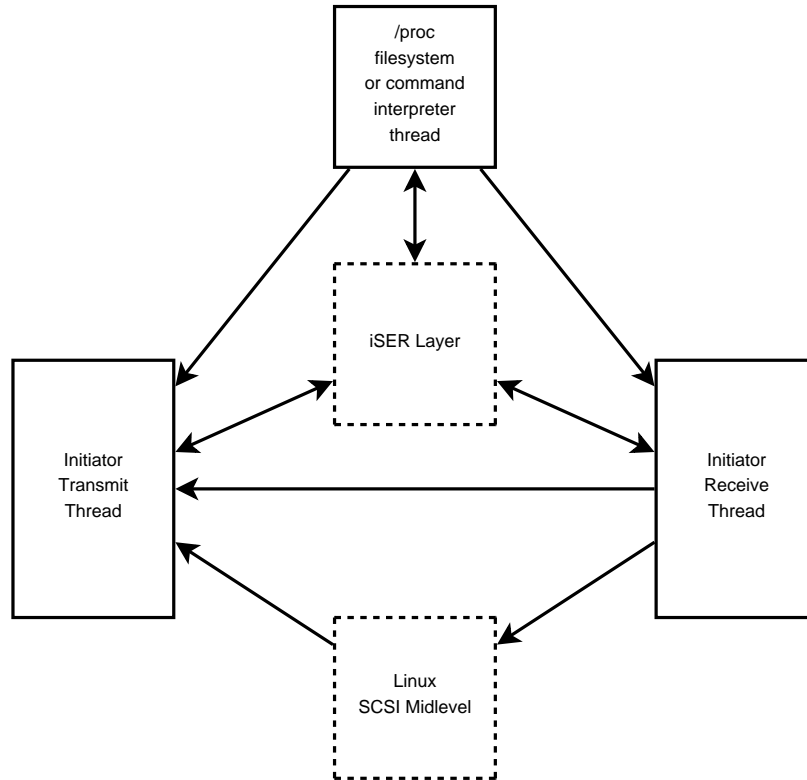 /proc
filesystem
or command
interpreter
thread
iSER Layer
Initiator
Transmit
Thread
Initiator
Receive
Thread
Linux
SCSI Midlevel